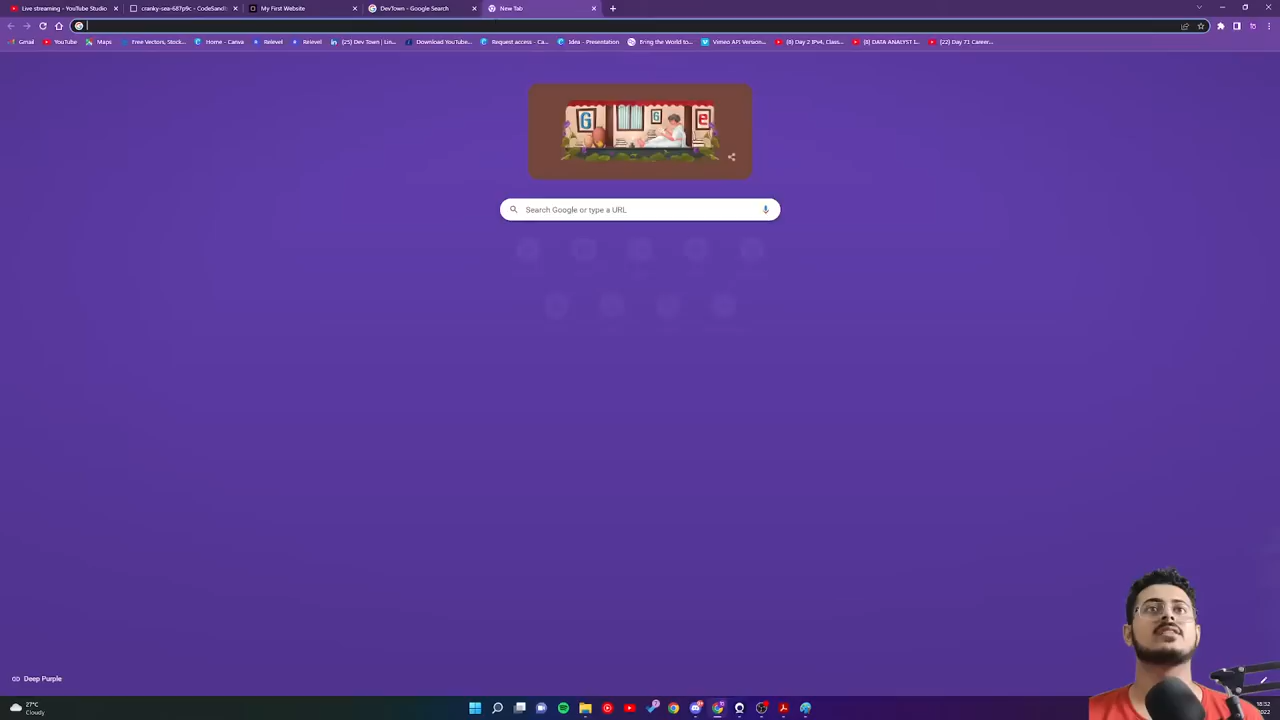 Live streaming - YouTube Studio
cranky-sea-687p9c - CodeSandb
My First Website
DevTown - Google Search
New Tab
Gmail
YouTube
Maps
Free Vectors, Stock...
Home - Canva
Relevel
Relevel
(25) Dev Town | Lin...
Download YouTube...
Request access - Ca...
Idea - Presentation
Bring the World to...
Vimeo API Version...
(8) Day 2 IPv4, Class...
(8) DATA ANALYST I...
(22) Day 71 Career...
G
G
e
Search Google or type a URL
Deep Purple
27°C
Cloudy
18:32